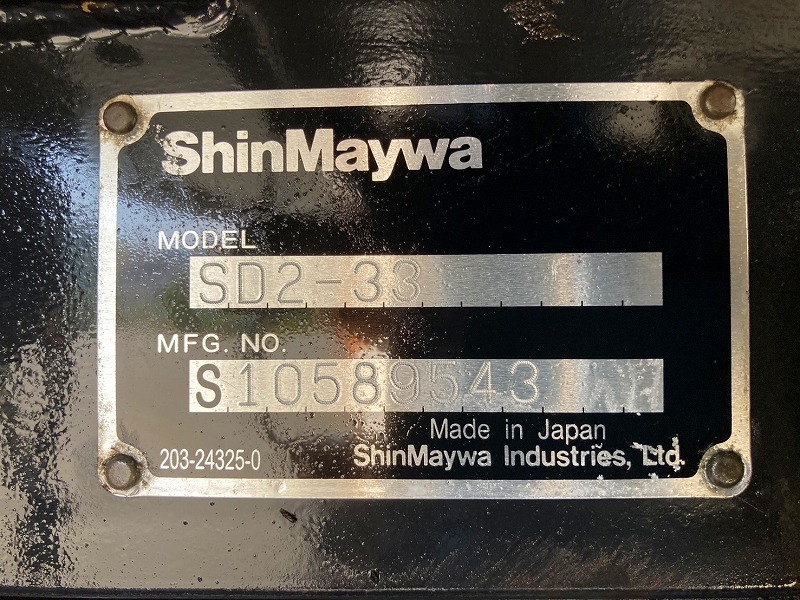 ShinMaywa
MODEL
SD2-33
MFG. NO.
S10589543
Made in Japan
203-24325-0
ShinMaywa Industries, Ltd.